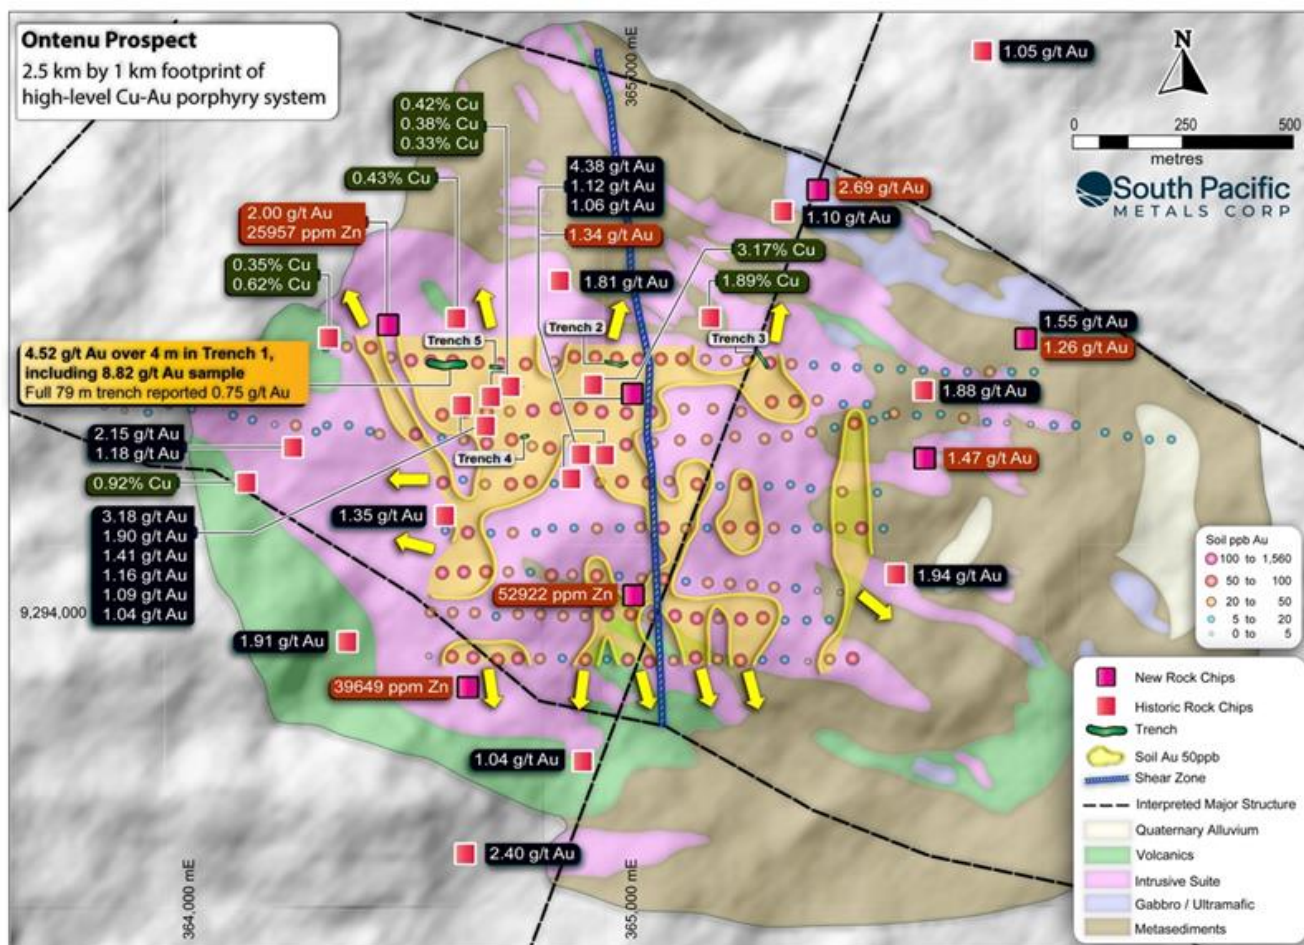 Ontenu Prospect
2.5 km by 1 km footprint of
high-level Cu-Au porphyry system
365,000 mE
1.05 g/t Au
N
0 250 500
metres
South Pacific
METALS CORP
0.42% Cu
0.38% Cu
0.33% Cu
0.43% Cu
4.38 g/t Au
1.12 g/t Au
1.06 g/t Au
1.34 g/t Au
2.69 g/t Au
1.10 g/t Au
2.00 g/t Au
25957 ppm Zn
3.17% Cu
0.35% Cu
0.62% Cu
1.81 g/t Au
1.89% Cu
1.55 g/t Au
1.26 g/t Au
Trench 5
Trench 2
Trench 3
4.52 g/t Au over 4 m in Trench 1,
including 8.82 g/t Au sample
Full 79 m trench reported 0.75 g/t Au
1.88 g/t Au
2.15 g/t Au
1.18 g/t Au
Trench 4
1.47 g/t Au
0.92% Cu
3.18 g/t Au
1.90 g/t Au
1.41 g/t Au
1.16 g/t Au
1.09 g/t Au
1.04 g/t Au
1.35 g/t Au
1.94 g/t Au
52922 ppm Zn
9,294,000
1.91 g/t Au
39649 ppm Zn
1.04 g/t Au
2.40 g/t Au
364,000 mE
365,000 mE
Soil ppb Au
100 to 1,560
50 to 100
20 to 50
5 to 20
0 to 5
New Rock Chips
Historic Rock Chips
Trench
Soil Au 50ppb
Shear Zone
Interpreted Major Structure
Quaternary Alluvium
Volcanics
Intrusive Suite
Gabbro / Ultramafic
Metasediments